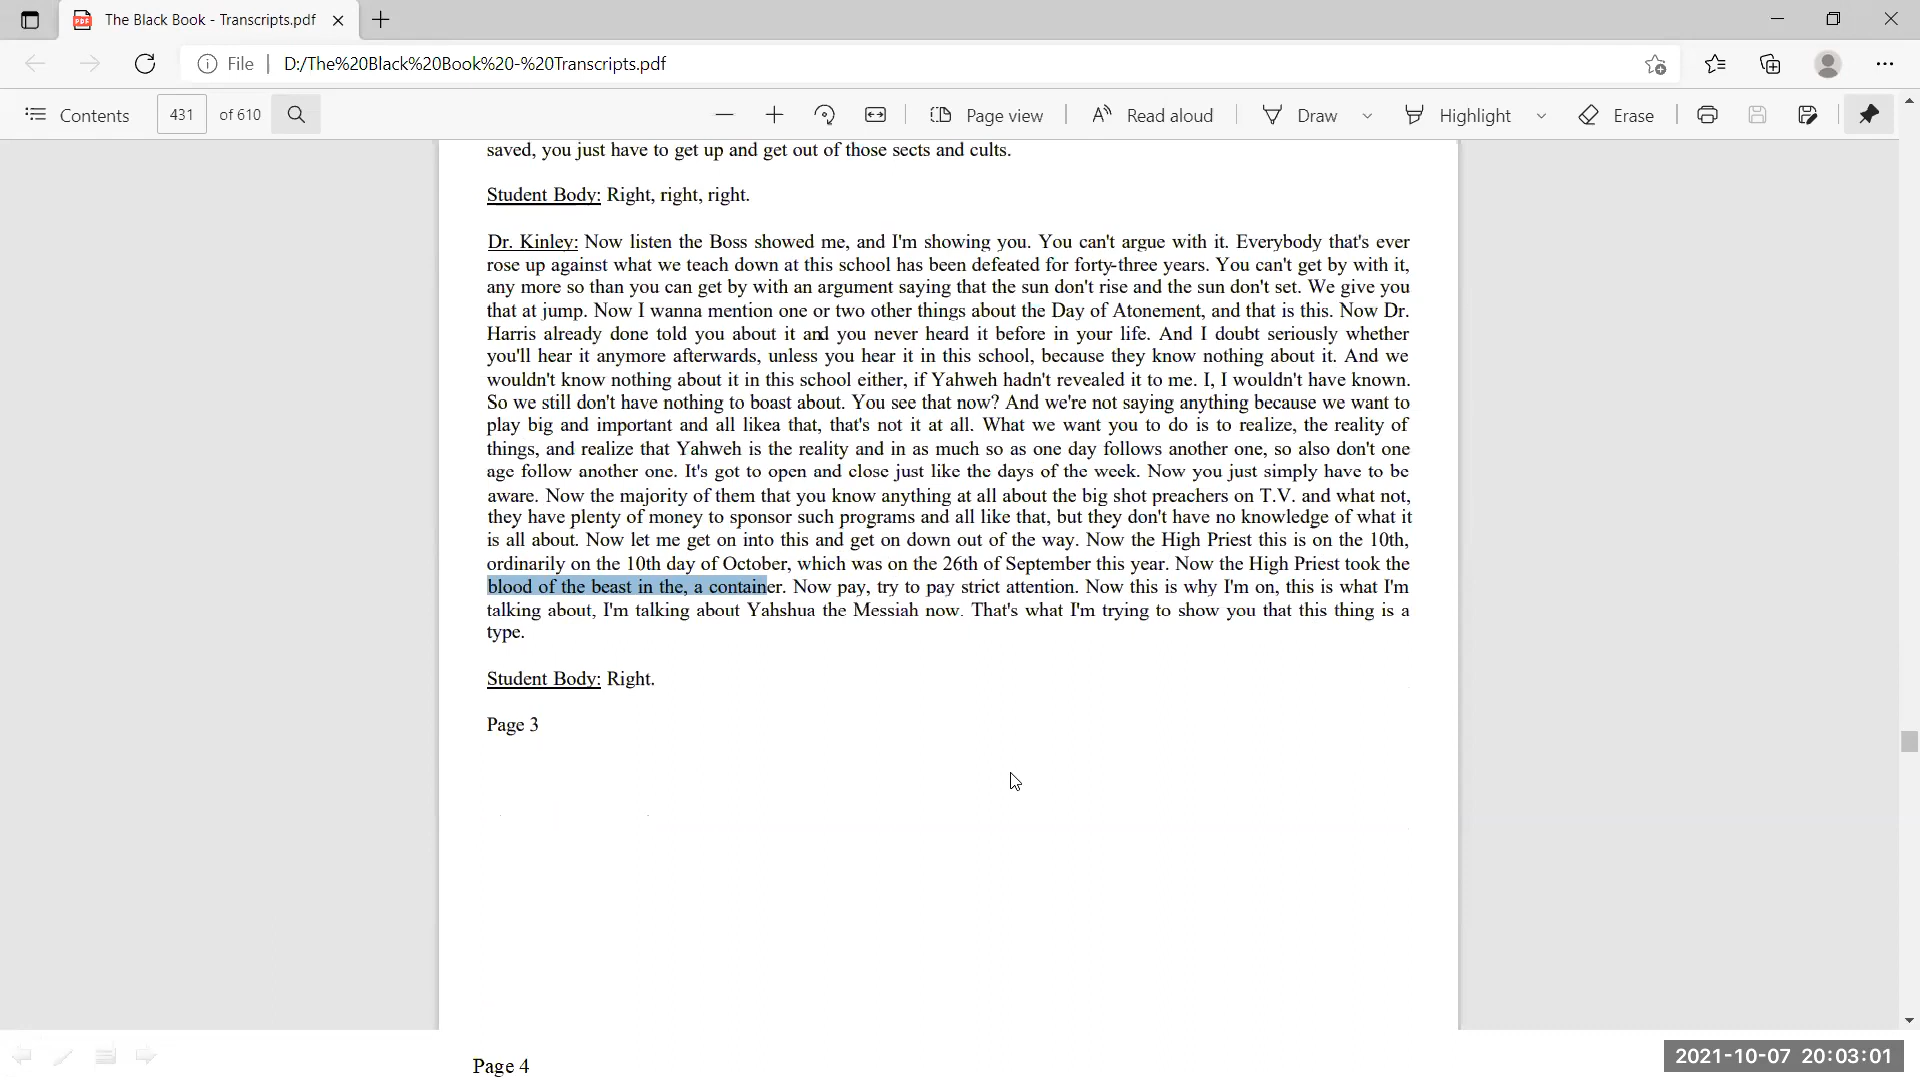 The Black Book - Transcripts.pdf
File
D:/The%20Black%20Book%20-%20Transcripts.pdf
Contents
431
of 610
Page view
Read aloud
Draw
Highlight
Erase
saved, you just have to get up and get out of those sects and cults.
Student Body: Right, right, right.
Dr. Kinley: Now listen the Boss showed me, and I'm showing you. You can't argue with it. Everybody that's ever
rose up against what we teach down at this school has been defeated for forty-three years. You can't get by with it,
any more so than you can get by with an argument saying that the sun don't rise and the sun don't set. We give you
that at jump. Now I wanna mention one or two other things about the Day of Atonement, and that is this. Now Dr.
Harris already done told you about it and you never heard it before in your life. And I doubt seriously whether
you'll hear it anymore afterwards, unless you hear it in this school, because they know nothing about it. And we
wouldn't know nothing about it in this school either, if Yahweh hadn't revealed it to me. I, I wouldn't have known.
So we still don't have nothing to boast about. You see that now? And we're not saying anything because we want to
play big and important and all likea that, that's not it at all. What we want you to do is to realize, the reality of
things, and realize that Yahweh is the reality and in as much so as one day follows another one, so also don't one
age follow another one. It's got to open and close just like the days of the week. Now you just simply have to be
aware. Now the majority of them that you know anything at all about the big shot preachers on T.V. and what not,
they have plenty of money to sponsor such programs and all like that, but they don't have no knowledge of what it
is all about. Now let me get on into this and get on down out of the way. Now the High Priest this is on the 10th,
ordinarily on the 10th day of October, which was on the 26th of September this year. Now the High Priest took the
blood of the beast in the, a container. Now pay, try to pay strict attention. Now this is why I'm on, this is what I'm
talking about, I'm talking about Yahshua the Messiah now. That's what I'm trying to show you that this thing is a
type.
Student Body: Right.
Page 3
Page 4
2021-10-07 20:03:01